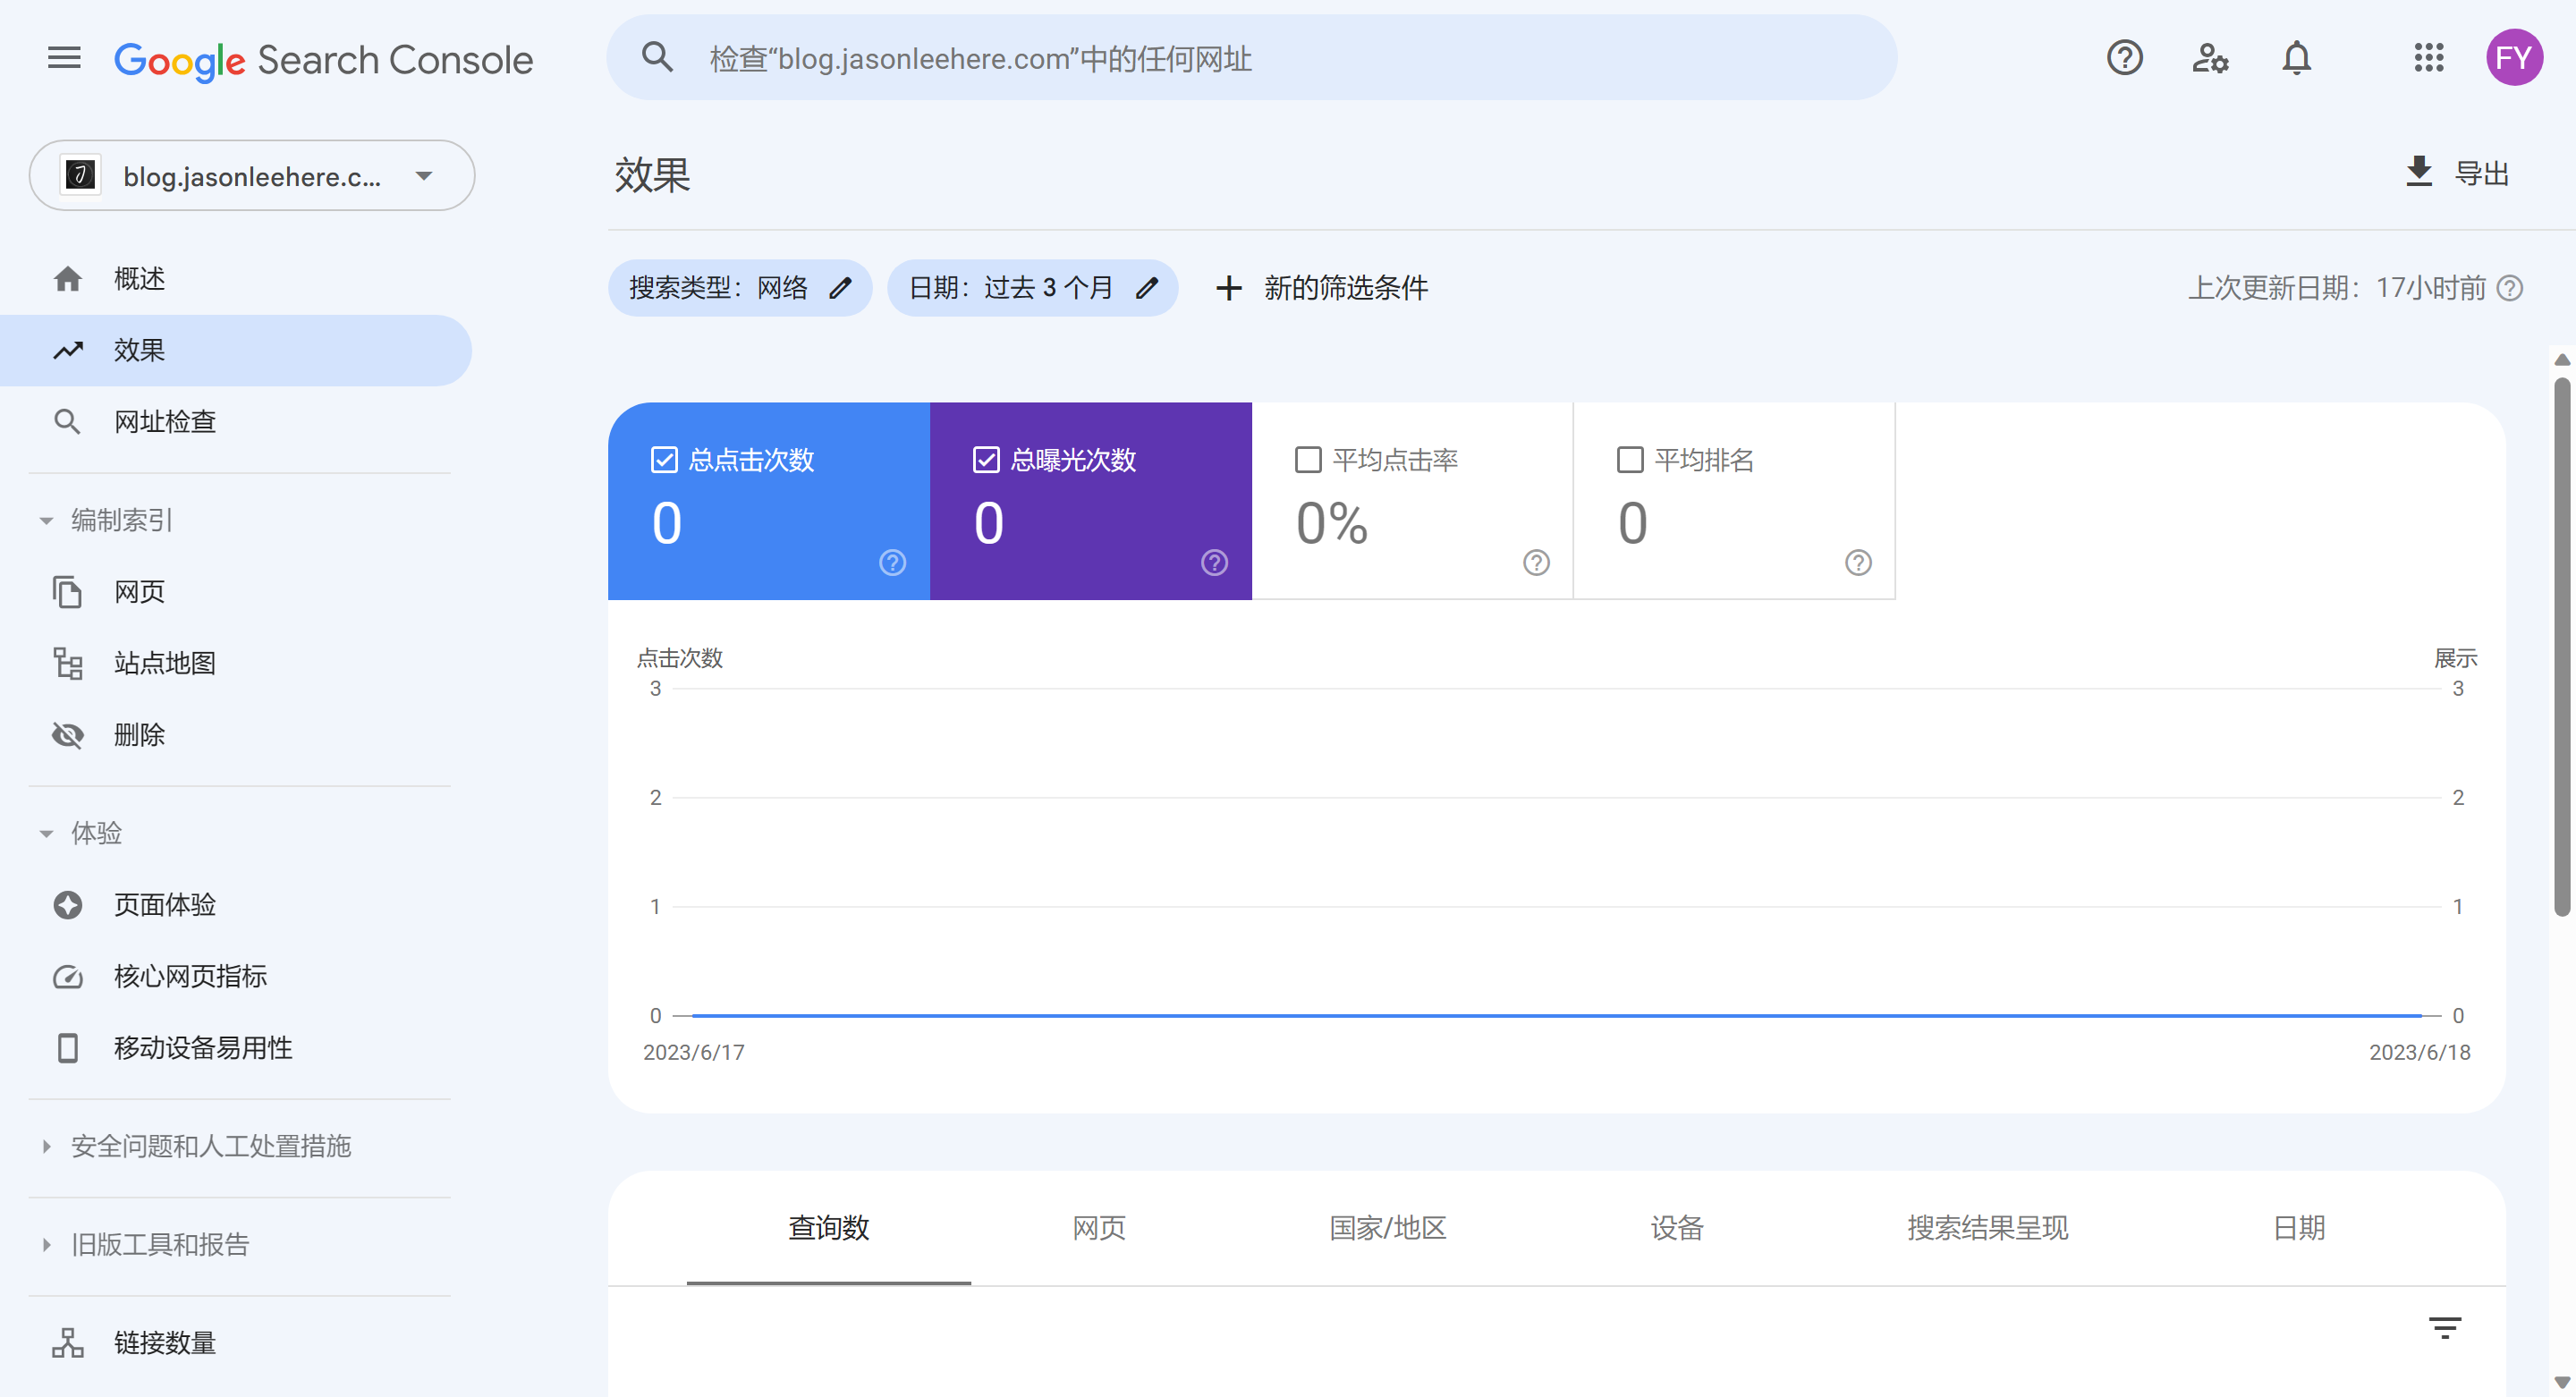 Google Search Console
检查“blog.jasonleehere.com”中的任何网址
FY
blog.jasonleehere.c...
概述
效果
网址检查
编制索引
网页
站点地图
删除
体验
页面体验
核心网页指标
移动设备易用性
安全问题和人工处置措施
旧版工具和报告
链接数量
效果
导出
搜索类型：网络
日期：过去 3 个月
新的筛选条件
上次更新日期：17小时前
总点击次数
0
总曝光次数
0
平均点击率
0%
平均排名
0
点击次数
展示
3
3
2
2
1
1
0
0
2023/6/17
2023/6/18
查询数
网页
国家/地区
设备
搜索结果呈现
日期